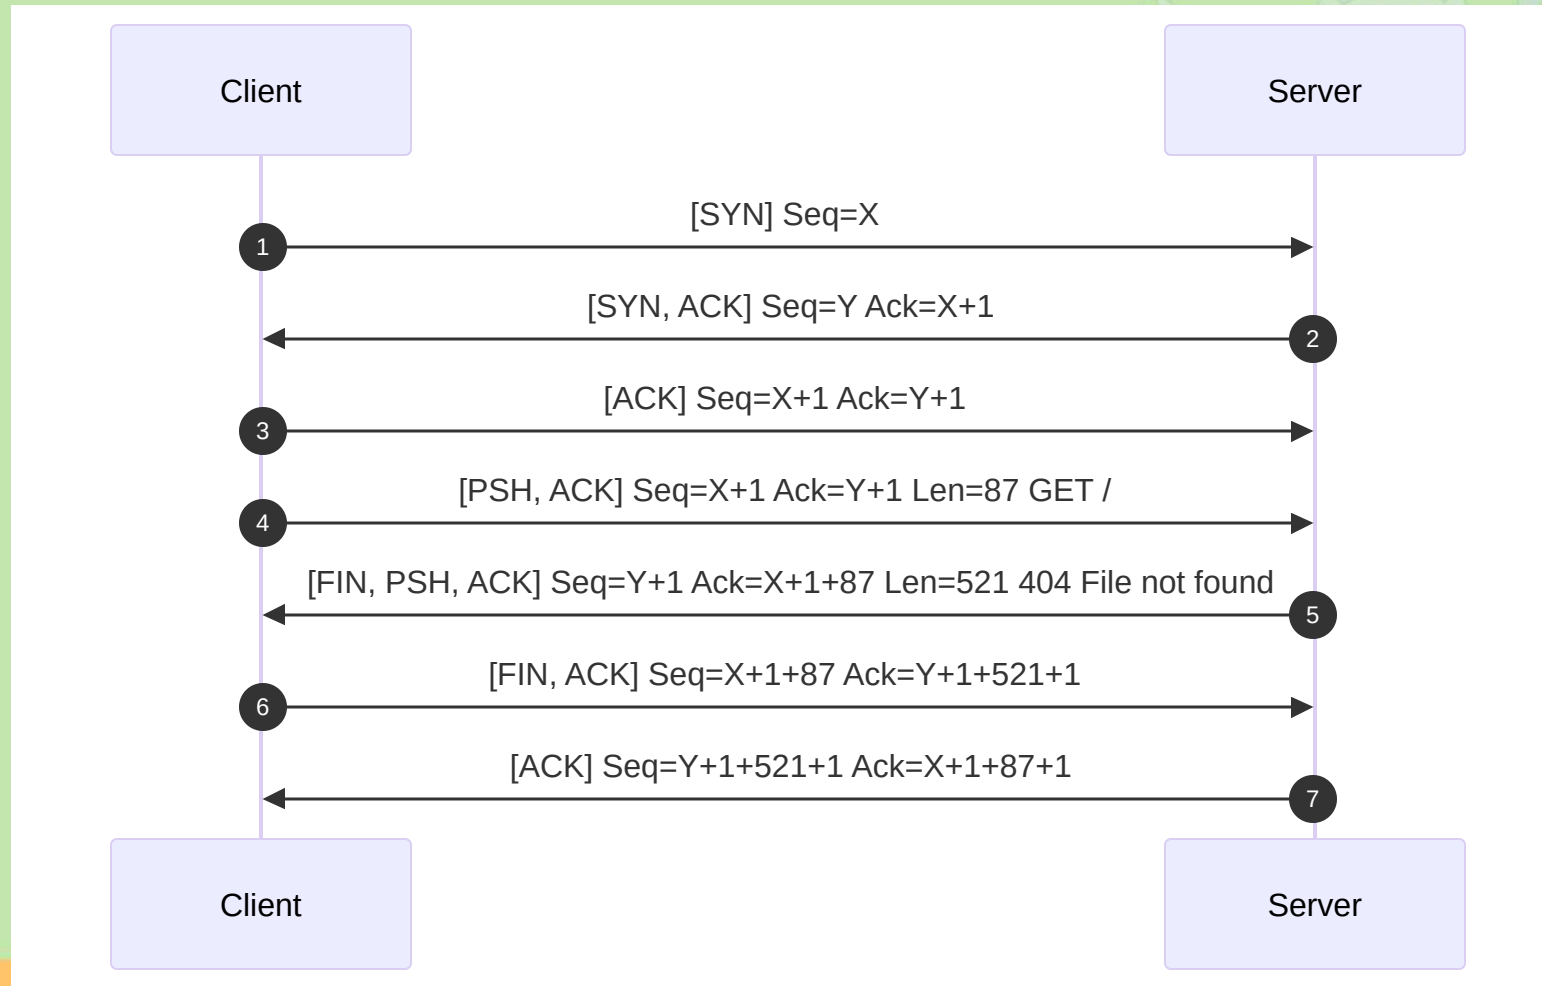 Client
Server
[SYN] Seq=X
1
[SYN, ACK] Seq=Y Ack=X+1
2
[ACK] Seq=X+1 Ack=Y+1
3
[PSH, ACK] Seq=X+1 Ack=Y+1 Len=87 GET /
4
[FIN, PSH, ACK] Seq=Y+1 Ack=X+1+87 Len=521 404 File not found
5
[FIN, ACK] Seq=X+1+87 Ack=Y+1+521+1
6
[ACK] Seq=Y+1+521+1 Ack=X+1+87+1
7
Client
Server